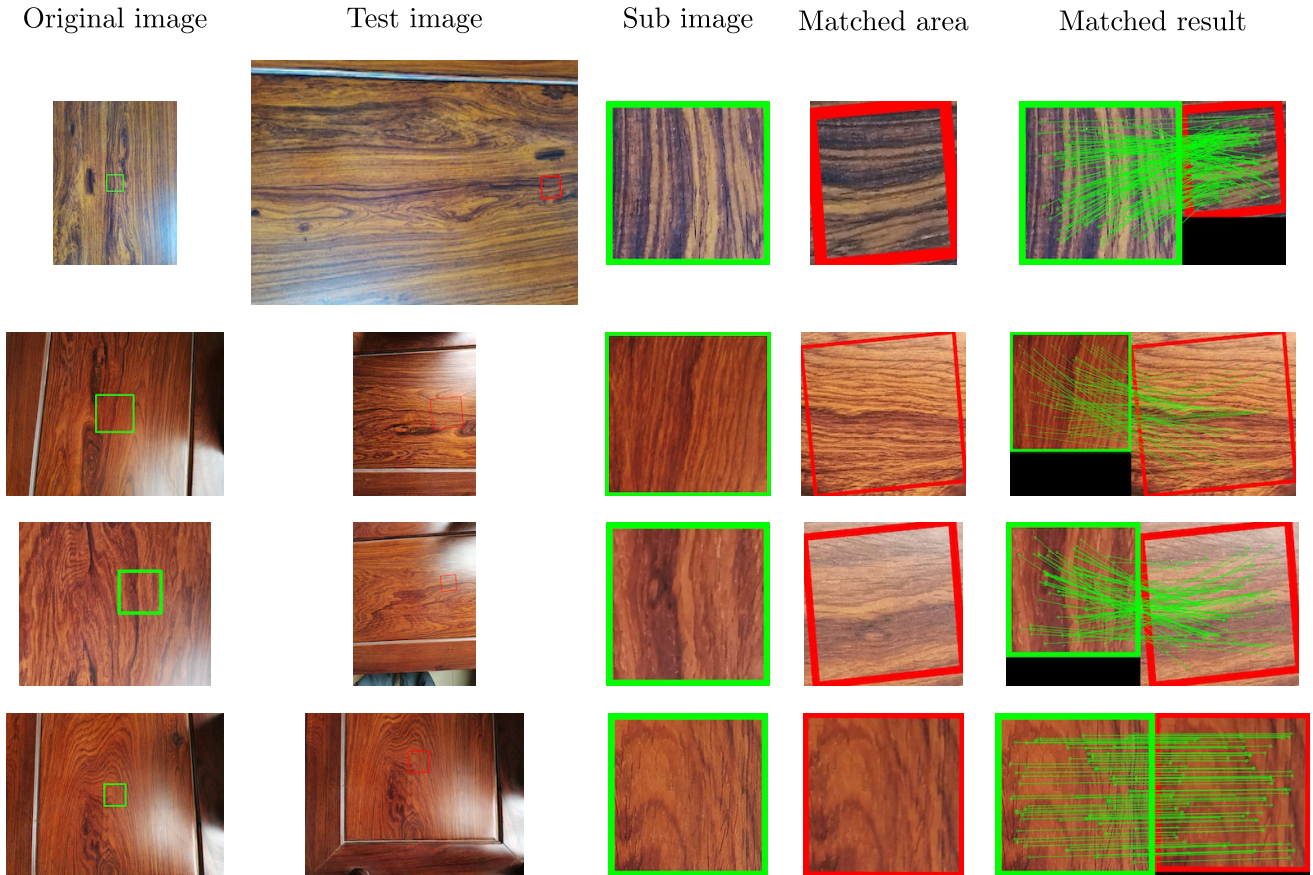 Original image
Test image
Sub image
Matched area
Matched result